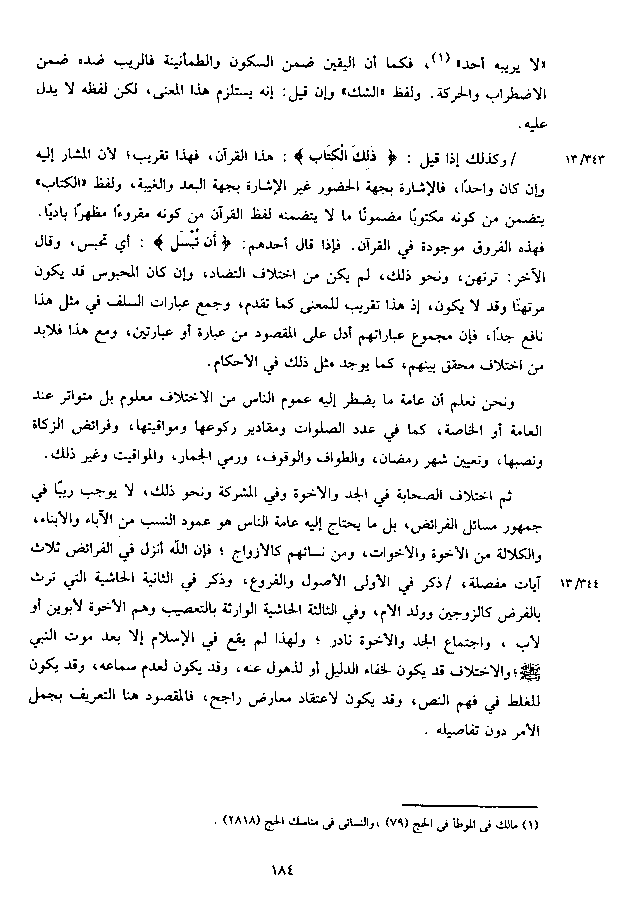 «لا يريبه أحد» (١)، فكما أن اليقين ضمن السكون والطمأنينة فالريب ضده ضمن
الاضطراب والحركة. ولفظ «الشك» وإن قيل: إنه يستلزم هذا المعنى، لكن لفظه لا يدل
عليه.
١٣/٣٤٣ / وكذلك إذا قيل : ﴿ ذَلِكَ الْكِتَاب ﴾ : هذا القرآن، فهذا تقريب؛ لأن المشار إليه
وإن كان واحدًا، فالإشارة بجهة الحضور غير الإشارة بجهة البعد والغيبة، ولفظ «الكتاب»
يتضمن من كونه مكتوبًا مضمونًا ما لا يتضمنه لفظ القرآن من كونه مقروءًا مظهرًا باديًا.
فهذه الفروق موجودة في القرآن. فإذا قال أحدهم: ﴿ أَن تُبْسَلَ ﴾ : أي تحبس، وقال
الآخر: ترتهن، ونحو ذلك، لم يكن من اختلاف التضاد، وإن كان المحبوس قد يكون
مرتهنًا وقد لا يكون، إذ هذا تقريب للمعنى كما تقدم، وجمع عبارات السلف في مثل هذا
نافع جدًا، فإن مجموع عباراتهم أدل على المقصود من عبارة أو عبارتين، ومع هذا فلابد
من اختلاف محقق بينهم، كما يوجد مثل ذلك في الأحكام.
ونحن نعلم أن عامة ما يضطر إليه عموم الناس من الاختلاف معلوم بل متواتر عند
العامة أو الخاصة، كما في عدد الصلوات ومقادير ركوعها ومواقيتها، وفرائض الزكاة
ونصبها، وتعيين شهر رمضان، والطواف والوقوف، ورمي الجمار، والمواقيت وغير ذلك.
ثم اختلاف الصحابة في الجد والأخوة وفي المشركة ونحو ذلك، لا يوجب ريبًا في
جمهور مسائل الفرائض، بل ما يحتاج إليه عامة الناس هو عمود النسب من الآباء والأبناء،
والكلالة من الأخوة والأخوات، ومن نسائهم كالأزواج ؛ فإن الله أنزل في الفرائض ثلاث
١٣/٣٤٤ آيات مفصلة، / ذكر في الأولى الأصول والفروع، وذكر في الثانية الحاشية التي ترث
بالفرض كالزوجين وولد الأم، وفي الثالثة الحاشية الوارثة بالتعصيب وهم الأخوة لأبوين أو
لأب ، واجتماع الجد والأخوة نادر ؛ ولهذا لم يقع في الإسلام إلا بعد موت النبي
ﷺ؛ والاختلاف قد يكون لخفاء الدليل أو لذهول عنه، وقد يكون لعدم سماعه، وقد يكون
للغلط في فهم النص، وقد يكون لاعتقاد معارض راجح، فالمقصود هنا التعريف بجمل
الأمر دون تفاصيله .
(١) مالك في الموطأ في الحج (٧٩) ، والنسائي في مناسك الحج (٢٨١٨) .
١٨٤